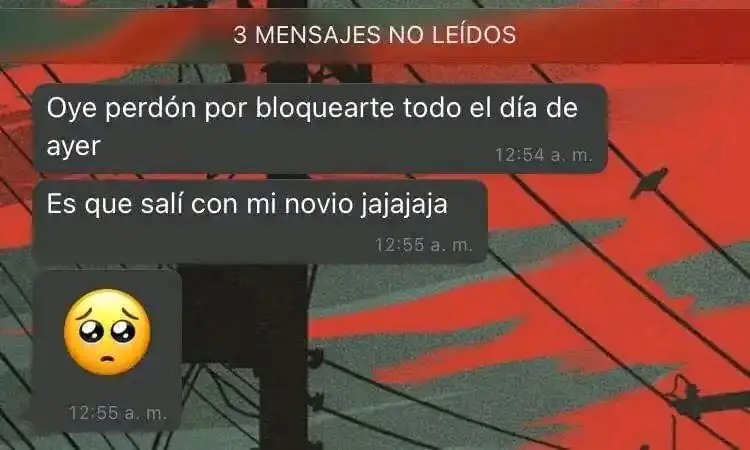 3 MENSAJES NO LEÍDOS
Oye perdón por bloquearte todo el día de
ayer
12:54 a. m.
Es que salí con mi novio jajajaja
12:55 a. m.
🥺
12:55 a. m.